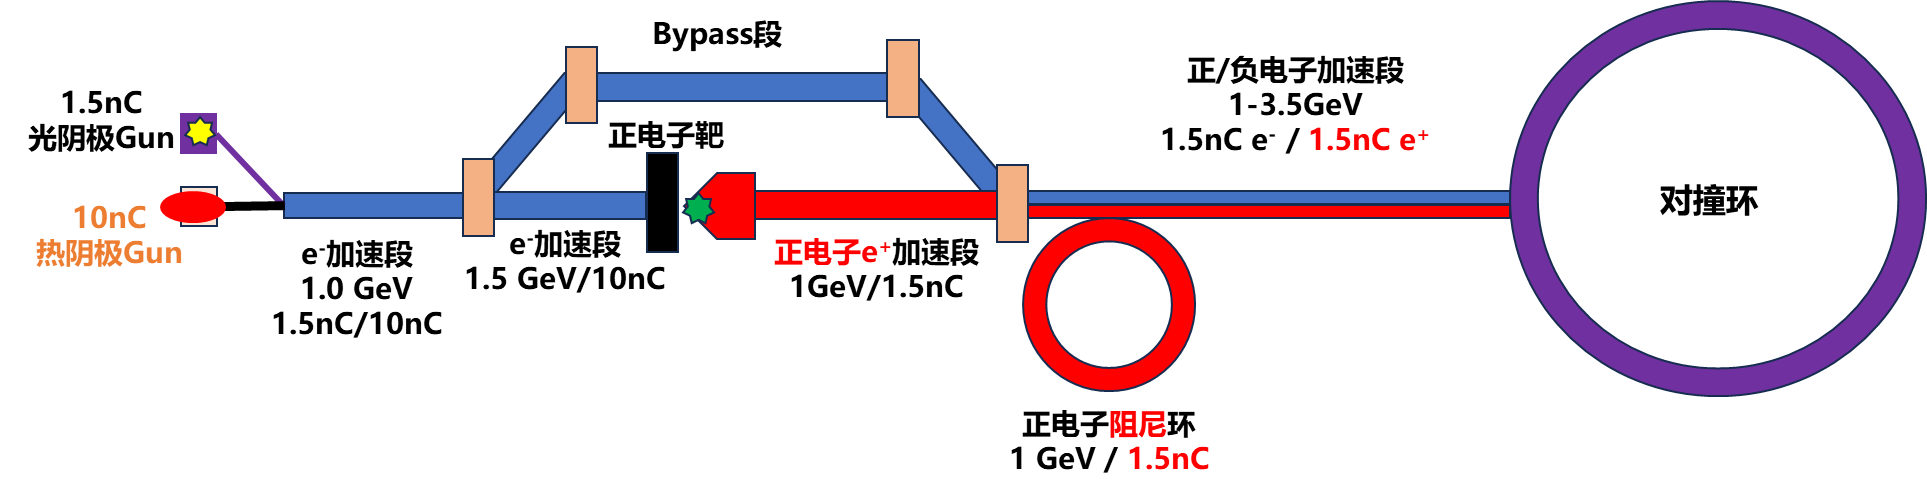 Bypass段
1.5nC
光阴极Gun
10nC
热阴极Gun
e⁻加速段
1.0 GeV
1.5nC/10nC
正电子靶
e⁻加速段
1.5 GeV/10nC
正电子e⁺加速段
1GeV/1.5nC
正/负电子加速段
1-3.5GeV
1.5nC e⁻ / 1.5nC e⁺
正电子阻尼环
1 GeV / 1.5nC
对撞环